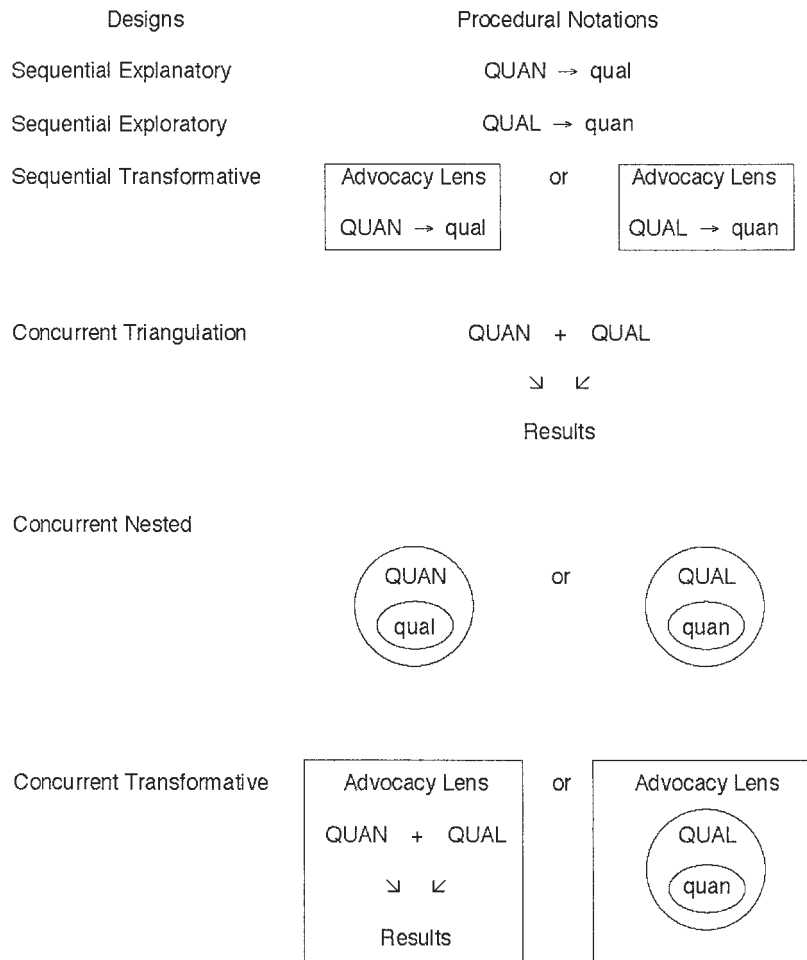 Designs Procedural Notations
Sequential Explanatory QUAN → qual
Sequential Exploratory QUAL → quan
Sequential Transformative Advocacy Lens or Advocacy Lens
QUAN → qual QUAL → quan
Concurrent Triangulation QUAN + QUAL
Results
Concurrent Nested
QUAN or QUAL
qual quan
Concurrent Transformative Advocacy Lens or Advocacy Lens
QUAN + QUAL QUAL
quan
Results